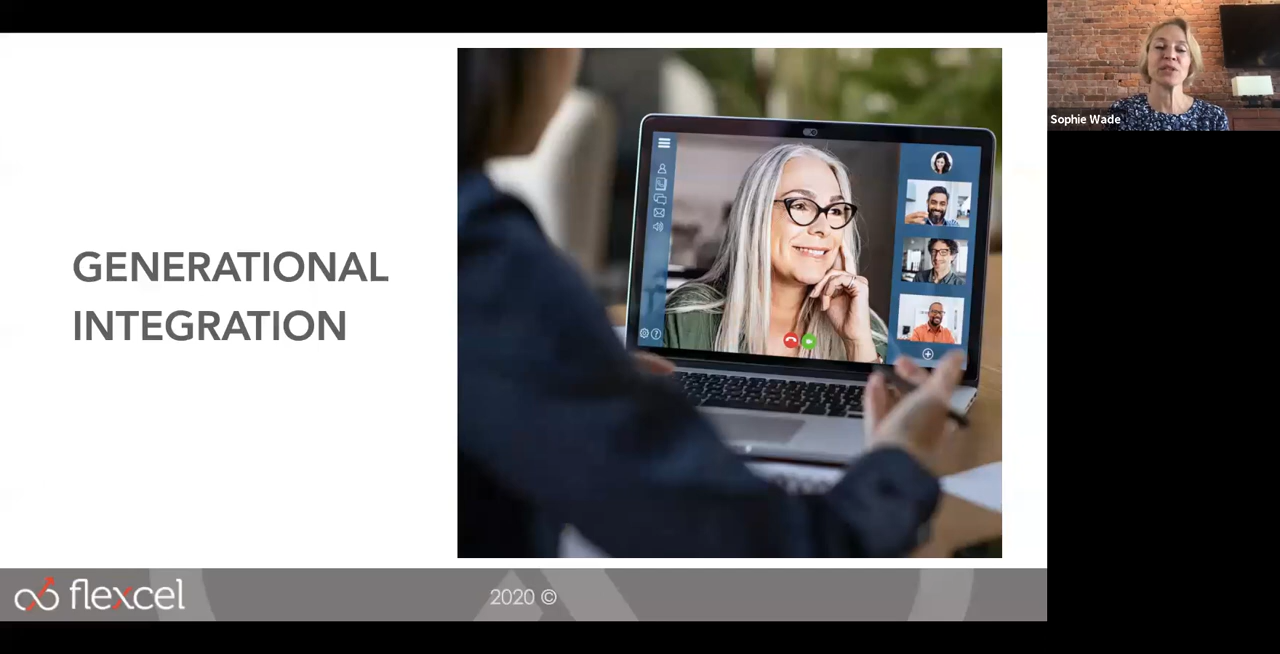 Sophie Wade
GENERATIONAL
INTEGRATION
flexcel
2020 ©